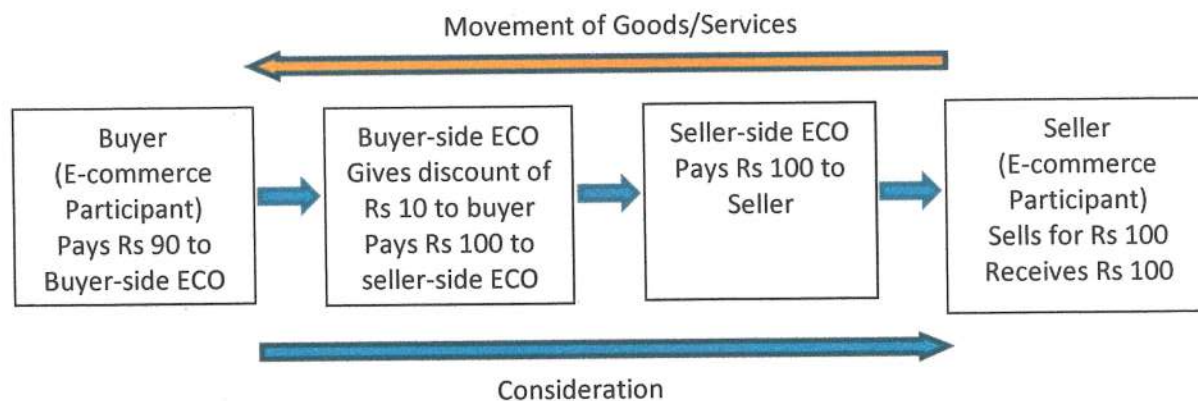 Movement of Goods/Services
Buyer
(E-commerce
Participant)
Pays Rs 90 to
Buyer-side ECO
Buyer-side ECO
Gives discount of
Rs 10 to buyer
Pays Rs 100 to
seller-side ECO
Seller-side ECO
Pays Rs 100 to
Seller
Seller
(E-commerce
Participant)
Sells for Rs 100
Receives Rs 100
Consideration